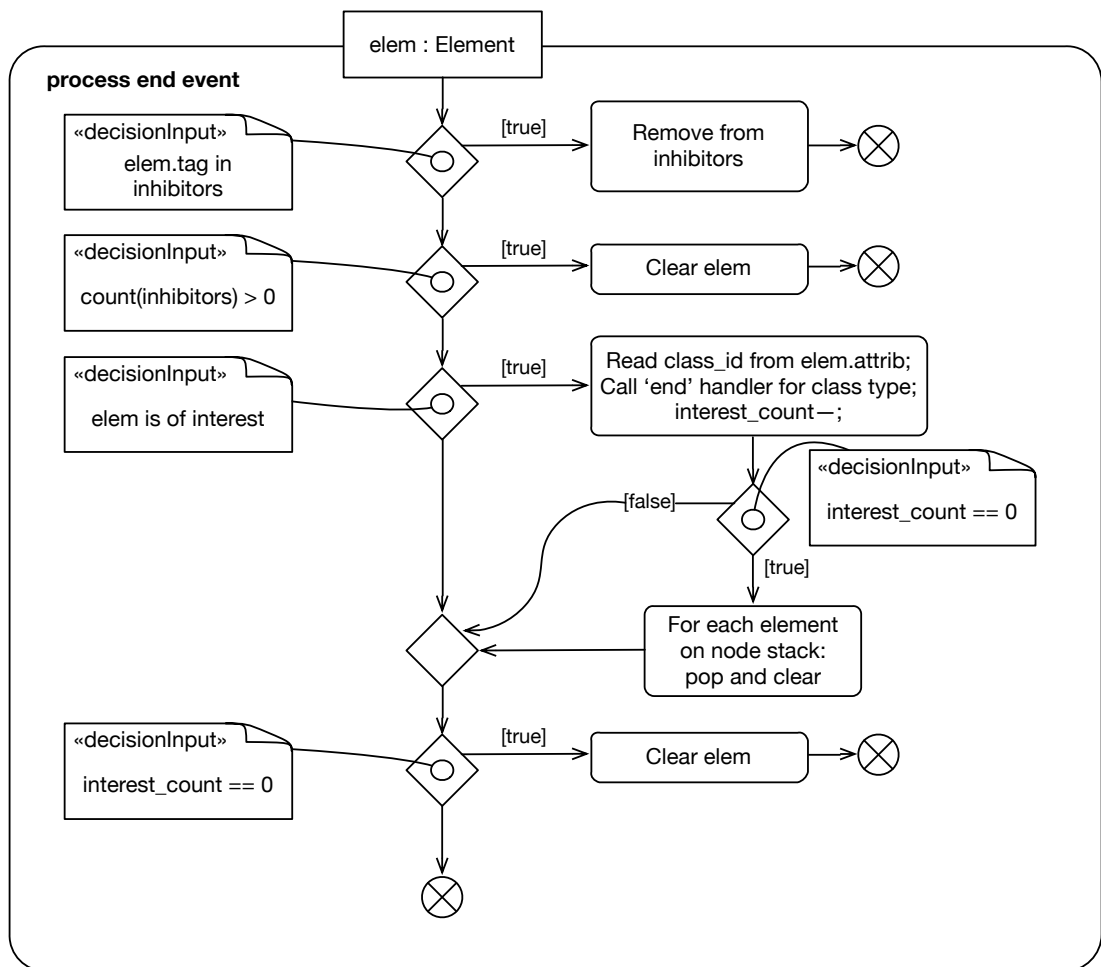 elem : Element
process end event
«decisionInput»
elem.tag in
inhibitors
[true]
Remove from
inhibitors
«decisionInput»
count(inhibitors) > 0
[true]
Clear elem
«decisionInput»
elem is of interest
[true]
Read class_id from elem.attrib;
Call ‘end’ handler for class type;
interest_count—;
«decisionInput»
interest_count == 0
[false]
[true]
For each element
on node stack:
pop and clear
«decisionInput»
interest_count == 0
[true]
Clear elem